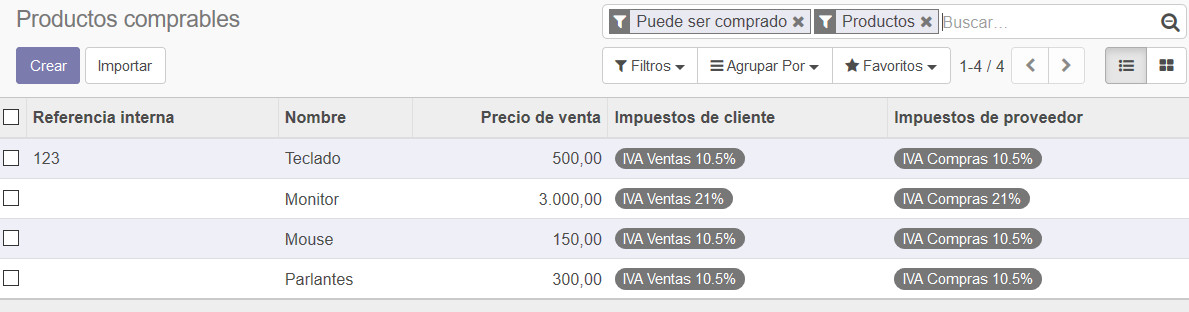 Productos comprables
Puede ser comprado ✖ Productos ✖ Buscar...
Crear Importar
Filtros Agrupar Por Favoritos 1-4 / 4
Referencia interna Nombre Precio de venta Impuestos de cliente Impuestos de proveedor
123 Teclado 500,00 IVA Ventas 10.5% IVA Compras 10.5%
Monitor 3.000,00 IVA Ventas 21% IVA Compras 21%
Mouse 150,00 IVA Ventas 10.5% IVA Compras 10.5%
Parlantes 300,00 IVA Ventas 10.5% IVA Compras 10.5%